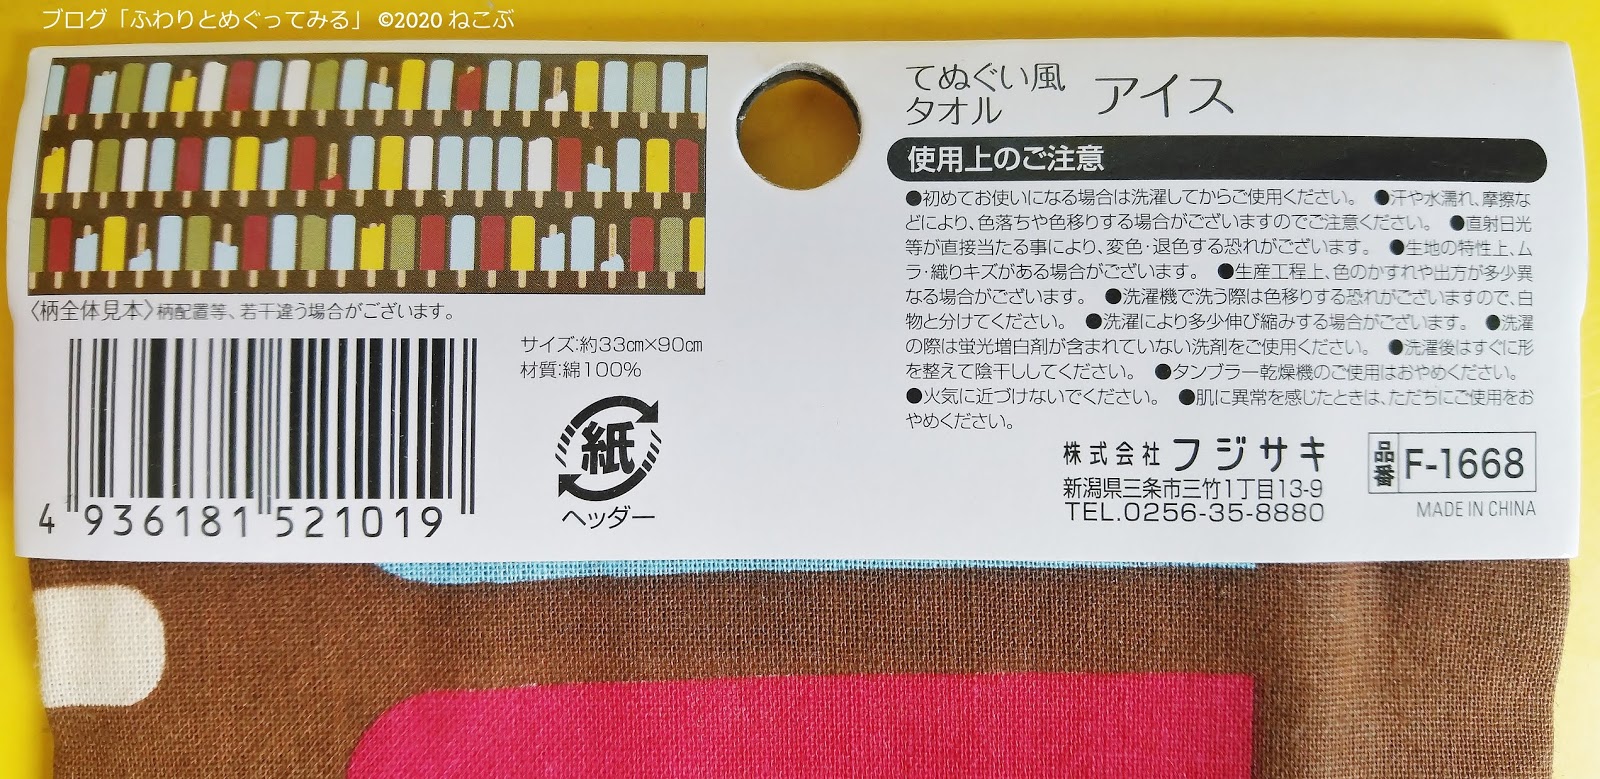 ブログ「ふわりとめぐってみる」 ©2020 ねこぶ
てぬぐい風
タオル
アイス
使用上のご注意
●初めてお使いになる場合は洗濯してからご使用ください。 ●汗や水濡れ、摩擦な
どにより、色落ちや色移りする場合がございますのでご注意ください。 ●直射日光
等が直接当たる事により、変色・退色する恐れがございます。 ●生地の特性上、ム
ラ・織りキズがある場合がございます。 ●生産工程上、色のかすれや出方が多少異
なる場合がございます。 ●洗濯機で洗う際は色移りする恐れがございますので、白
物と分けてください。 ●洗濯により多少伸び縮みする場合がございます。 ●洗濯
の際は蛍光増白剤が含まれていない洗剤をご使用ください。 ●洗濯後はすぐに形
を整えて陰干ししてください。 ●タンブラー乾燥機のご使用はおやめください。
●火気に近づけないでください。 ●肌に異常を感じたときは、ただちにご使用をお
やめください。
〈柄全体見本〉柄配置等、若干違う場合がございます。
サイズ:約33㎝×90㎝
材質:綿100%
紙
ヘッダー
4 936181 521019
株式会社 フジサキ
新潟県三条市三竹1丁目13-9
TEL.0256-35-8880
品番 F-1668
MADE IN CHINA